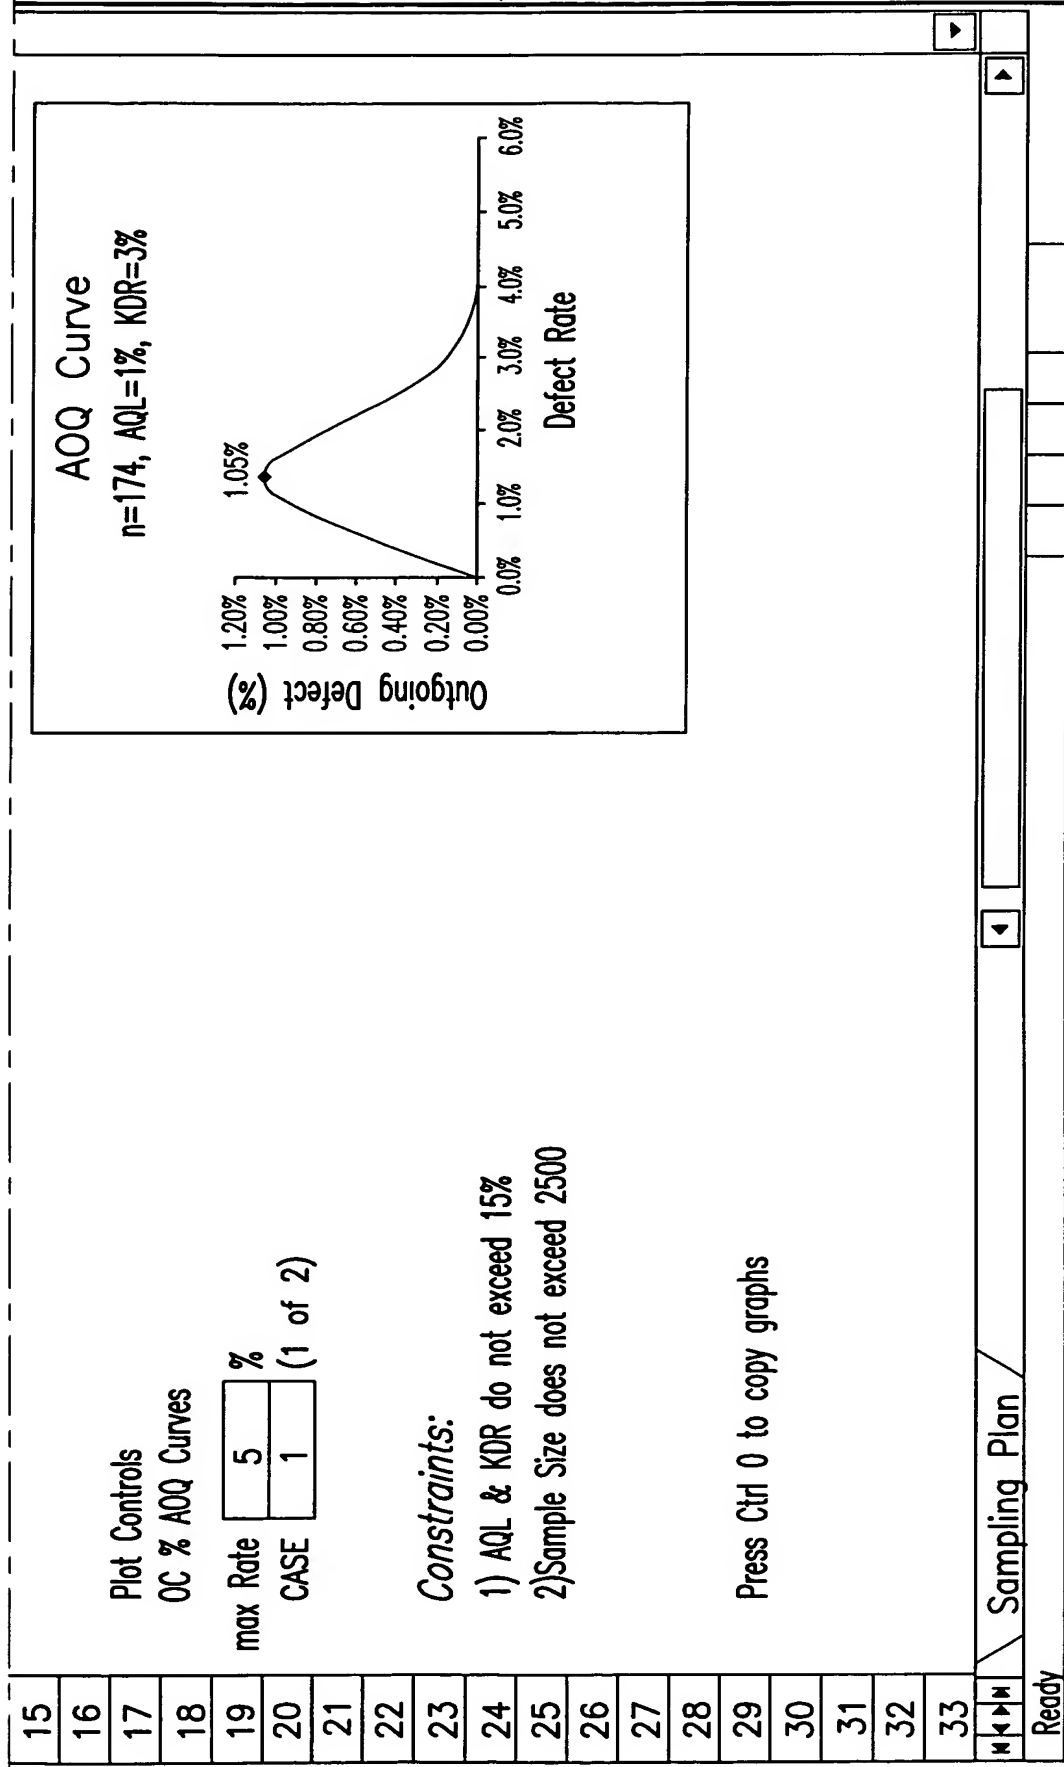 15
16
17
18
19
20
21
22
23
24
25
26
27
28
29
30
31
32
33
Plot Controls
OC % AOQ Curves
max Rate 5 %
CASE 1 (1 of 2)
Constraints:
1) AQL & KDR do not exceed 15%
2)Sample Size does not exceed 2500
Press Ctrl 0 to copy graphs
AOQ Curve
n=174, AQL=1%, KDR=3%
Outgoing Defect (%)
1.20%
1.00%
0.80%
0.60%
0.40%
0.20%
0.00%
1.05%
0.0% 1.0% 2.0% 3.0% 4.0% 5.0% 6.0%
Defect Rate
Sampling Plan
Ready